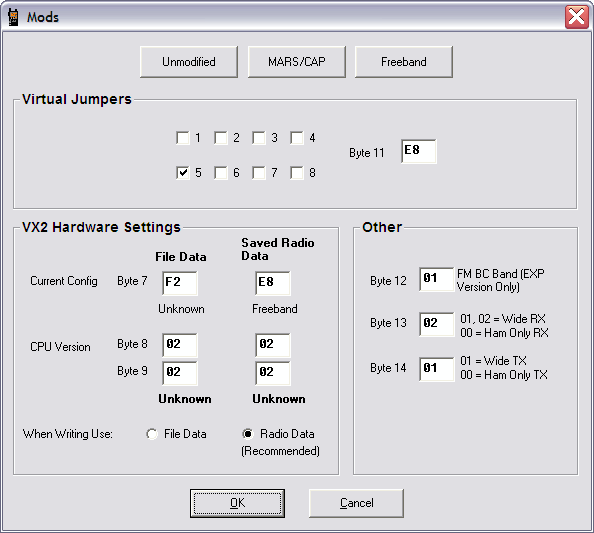 Mods
Unmodified MARS/CAP Freeband
Virtual Jumpers
1 2 3 4
Byte 11 E8
5 6 7 8
VX2 Hardware Settings
File Data Saved Radio
Data
Current Config Byte 7 F2 E8
Unknown Freeband
CPU Version Byte 8 02 02
Byte 9 02 02
Unknown Unknown
When Writing Use: File Data Radio Data
(Recommended)
Other
Byte 12 01 FM BC Band (EXP
Version Only)
Byte 13 02 01, 02 = Wide RX
00 = Ham Only RX
Byte 14 01 01 = Wide TX
00 = Ham Only TX
OK Cancel